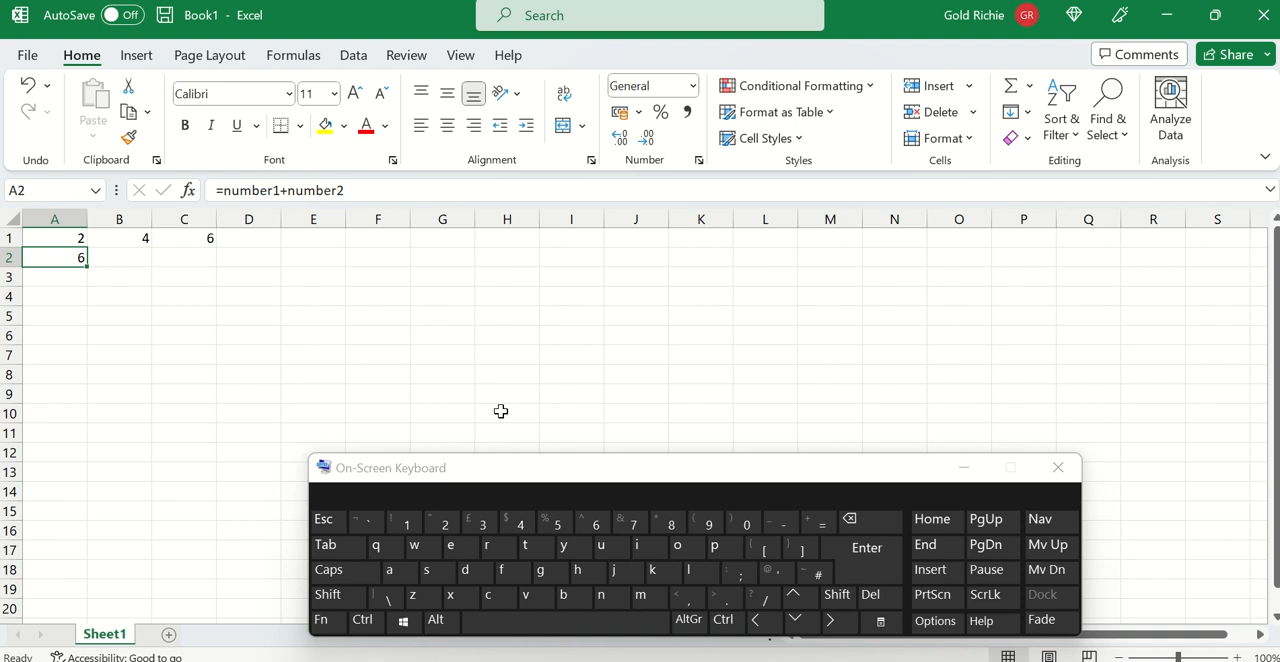 AutoSave Off Book1 - Excel Search Gold Richie GR
File Home Insert Page Layout Formulas Data Review View Help Comments Share
Paste
Clipboard
Undo
Calibri 11
B I U A
Font
Alignment
General
% 9
Number
Conditional Formatting
Format as Table
Cell Styles
Styles
Insert
Delete
Format
Cells
Sort & Filter
Find & Select
Editing
Analyze Data
Analysis
A2 fx =number1+number2
A B C D E F G H I J K L M N O P Q R S
1 2 4 6
2 6
3
4
5
6
7
8
9
10
11
12
13
14
15
16
17
18
19
20
On-Screen Keyboard
Esc ¬ ` ! 1 " 2 £ 3 $ 4 % 5 ^ 6 & 7 * 8 ( 9 ) 0 _ - + = Home PgUp Nav
Tab q w e r t y u i o p { [ } ] Enter End PgDn Mv Up
Caps a s d f g h j k l : ; @ ' ~ # Insert Pause Mv Dn
Shift | \ z x c v b n m < , > . ? / Shift Del PrtScn ScrLk Dock
Fn Ctrl Alt AltGr Ctrl Options Help Fade
Sheet1
Ready Accessibility: Good to go 100%